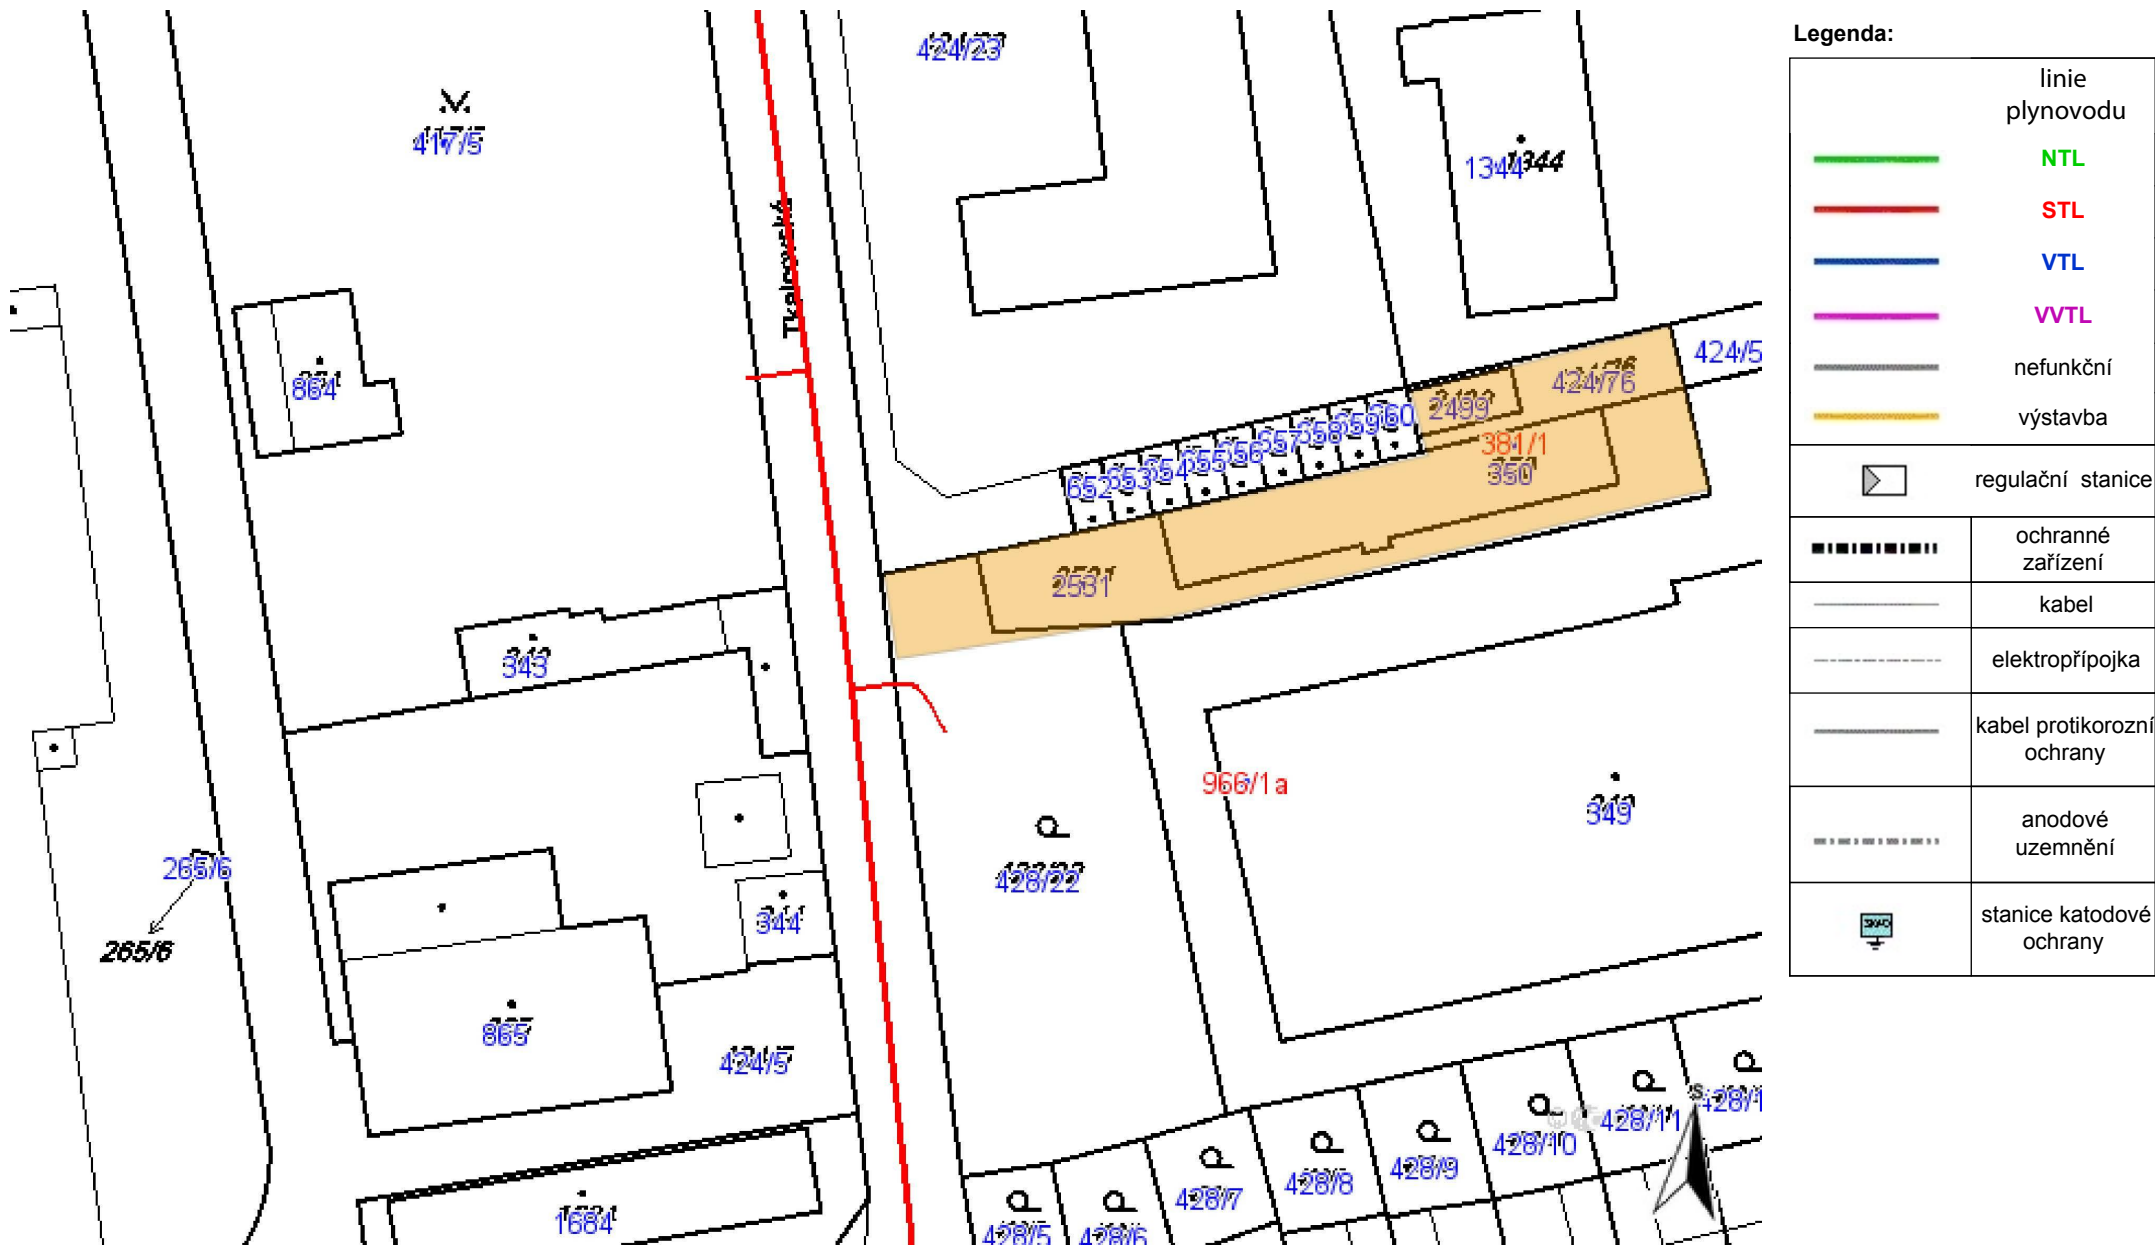 424/23
417/5
1344
1344
Tkalcovská
864
424/5
424/76
2499
381/1
350
652
653
654
655
656
657
658
659
660
2531
343
966/1a
349
265/6
265/6
428/22
344
865
424/5
1684
428/5
428/6
428/7
428/8
428/9
428/10
428/11
428/1
S
Legenda:
linie
plynovodu
NTL
STL
VTL
VVTL
nefunkční
výstavba
regulační stanice
ochranné
zařízení
kabel
elektropřípojka
kabel protikorozní
ochrany
anodové
uzemnění
stanice katodové
ochrany